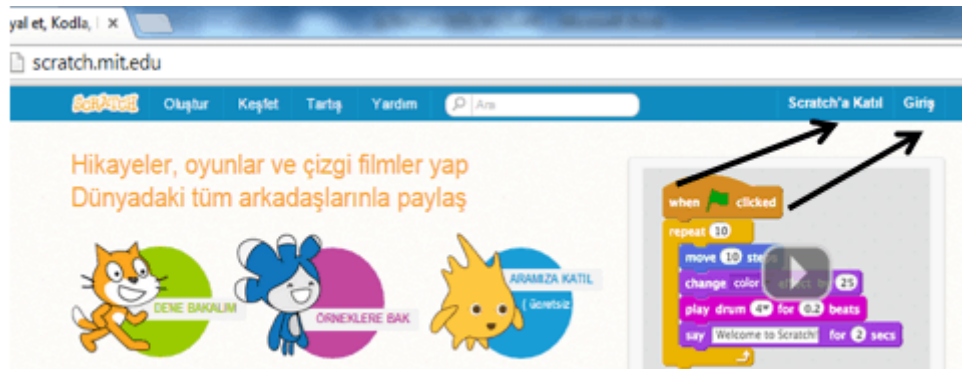 yal et, Kodla, |
scratch.mit.edu
SCRATCH Oluştur Keşfet Tartış Yardım Ara Scratch'a Katıl Giriş
Hikayeler, oyunlar ve çizgi filmler yap
Dünyadaki tüm arkadaşlarınla paylaş
DENE BAKALIM
ÖRNEKLERE BAK
ARAMIZA KATIL
( ücretsiz
when clicked
repeat 10
move 10 steps
change color effect by 25
play drum 4 for 0.2 beats
say Welcome to Scratch! for 2 secs